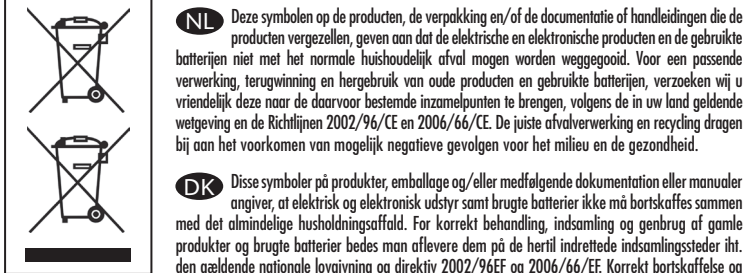 NL Deze symbolen op de producten, de verpakking en/of de documentatie of handleidingen die de
producten vergezellen, geven aan dat de elektrische en elektronische producten en de gebruikte
batterijen niet met het normale huishoudelijk afval mogen worden weggegooid. Voor een passende
verwerking, terugwinning en hergebruik van oude producten en gebruikte batterijen, verzoeken wij u
vriendelijk deze naar de daarvoor bestemde inzamelpunten te brengen, volgens de in uw land geldende
wetgeving en de Richtlijnen 2002/96/CE en 2006/66/CE. De juiste afvalverwerking en recycling dragen
bij aan het voorkomen van mogelijk negatieve gevolgen voor het milieu en de gezondheid.
DK Disse symboler på produkter, emballage og/eller medfølgende dokumentation eller manualer
angiver, at elektrisk og elektronisk udstyr samt brugte batterier ikke må bortskaffes sammen
med det almindelige husholdningsaffald. For korrekt behandling, indsamling og genbrug af gamle
produkter og brugte batterier bedes man aflevere dem på de hertil indrettede indsamlingssteder iht.
den gældende nationale lovgivning og direktiv 2002/96EF og 2006/66/EF. Korrekt bortskaffelse og